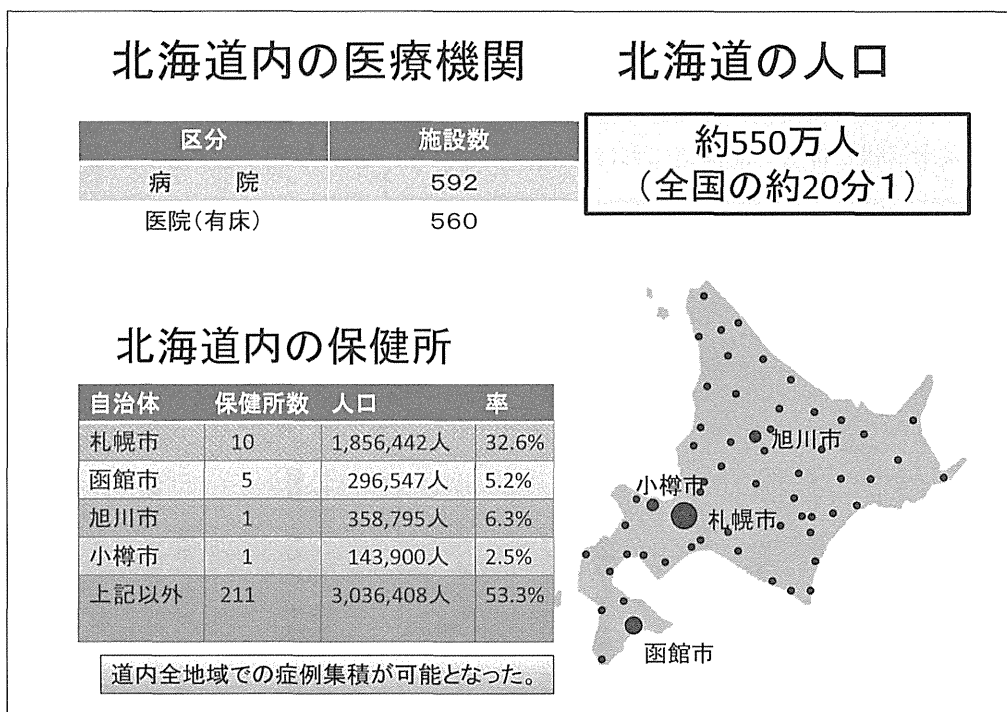 北海道内の医療機関
区分 施設数
病 院 592
医院(有床) 560
北海道の人口
約550万人
(全国の約20分1)
北海道内の保健所
自治体 保健所数 人口 率
札幌市 10 1,856,442人 32.6%
函館市 5 296,547人 5.2%
旭川市 1 358,795人 6.3%
小樽市 1 143,900人 2.5%
上記以外 211 3,036,408人 53.3%
道内全地域での症例集積が可能となった。
旭川市
小樽市
札幌市
函館市